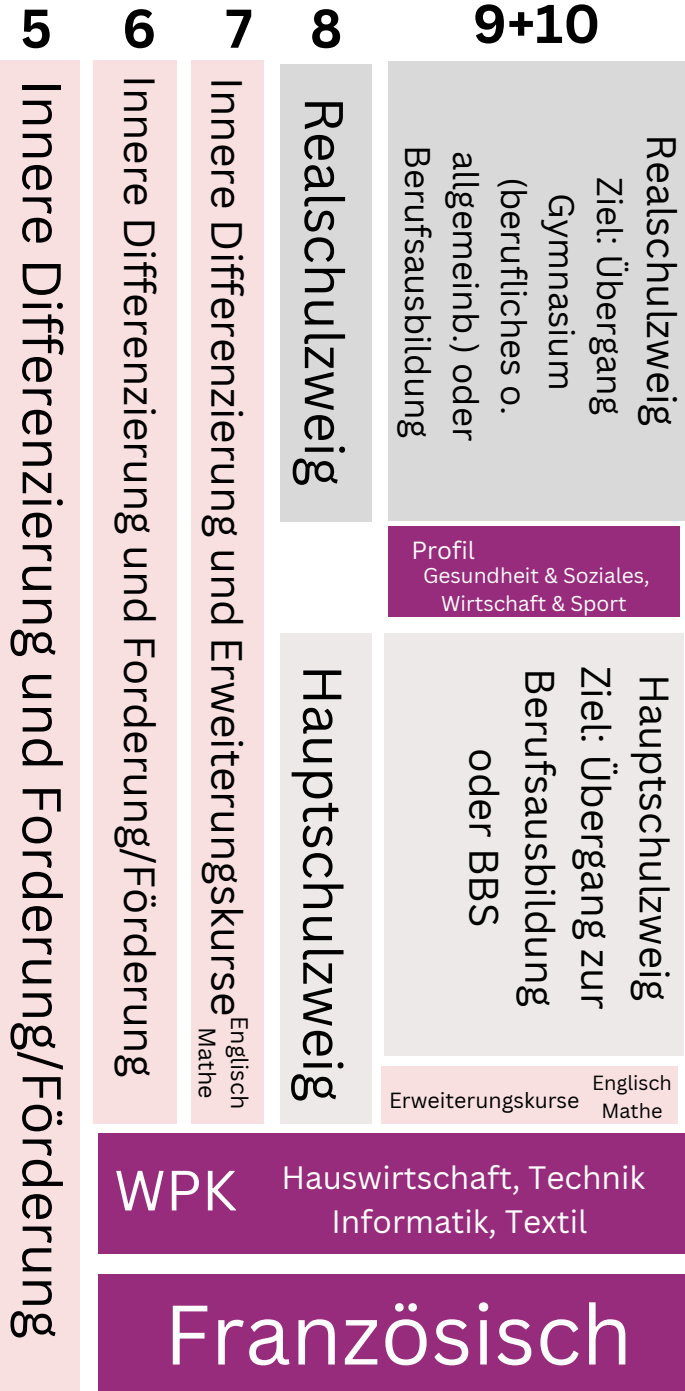 5
6
7
8
9+10
Innere Differenzierung und Forderung/Förderung
Innere Differenzierung und Forderung/Förderung
Innere Differenzierung und Erweiterungskurse
Englisch
Mathe
Realschulzweig
Hauptschulzweig
Realschulzweig
Ziel: Übergang
Gymnasium
(berufliches o.
allgemeinb.) oder
Berufsausbildung
Profil
Gesundheit & Soziales,
Wirtschaft & Sport
Hauptschulzweig
Ziel: Übergang zur
Berufsausbildung
oder BBS
Erweiterungskurse
Englisch
Mathe
WPK
Hauswirtschaft, Technik
Informatik, Textil
Französisch